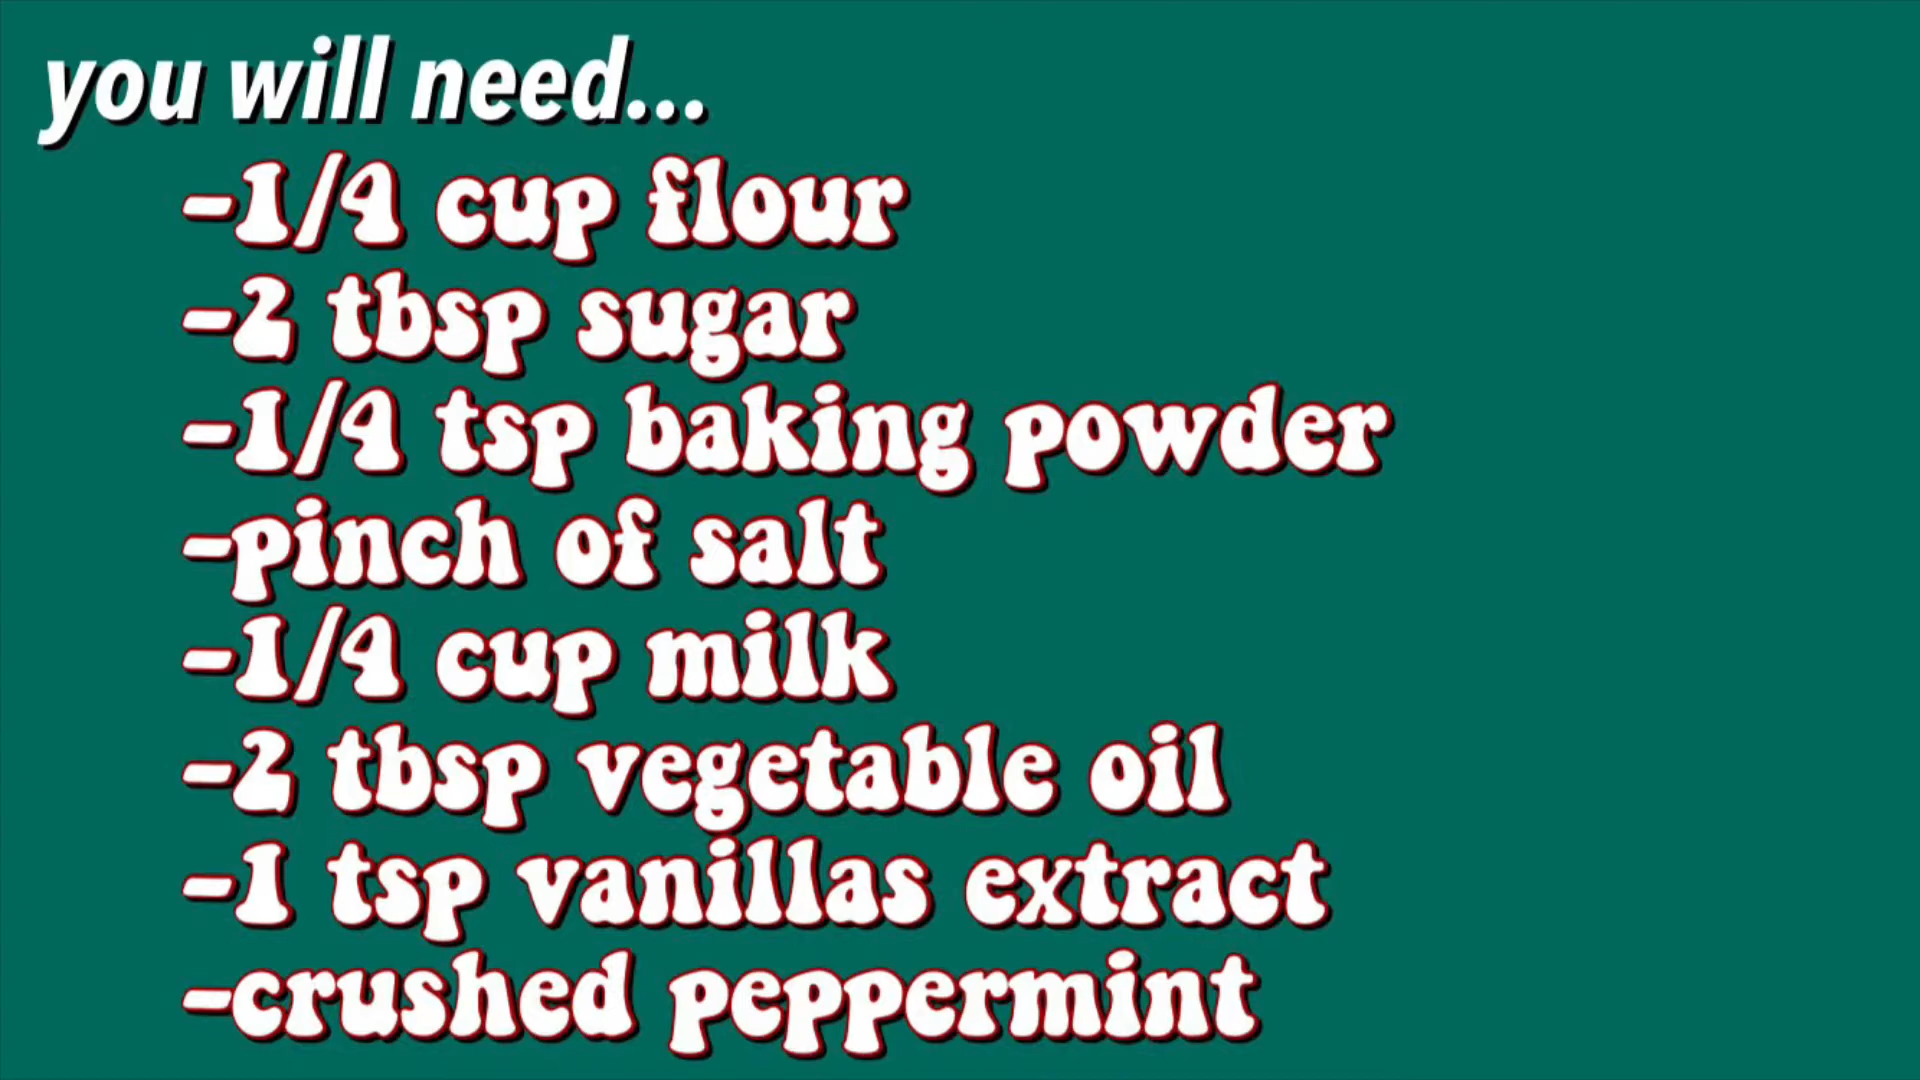 you will need...
-1/4 cup flour
-2 tbsp sugar
-1/4 tsp baking powder
-pinch of salt
-1/4 cup milk
-2 tbsp vegetable oil
-1 tsp vanillas extract
-crushed peppermint